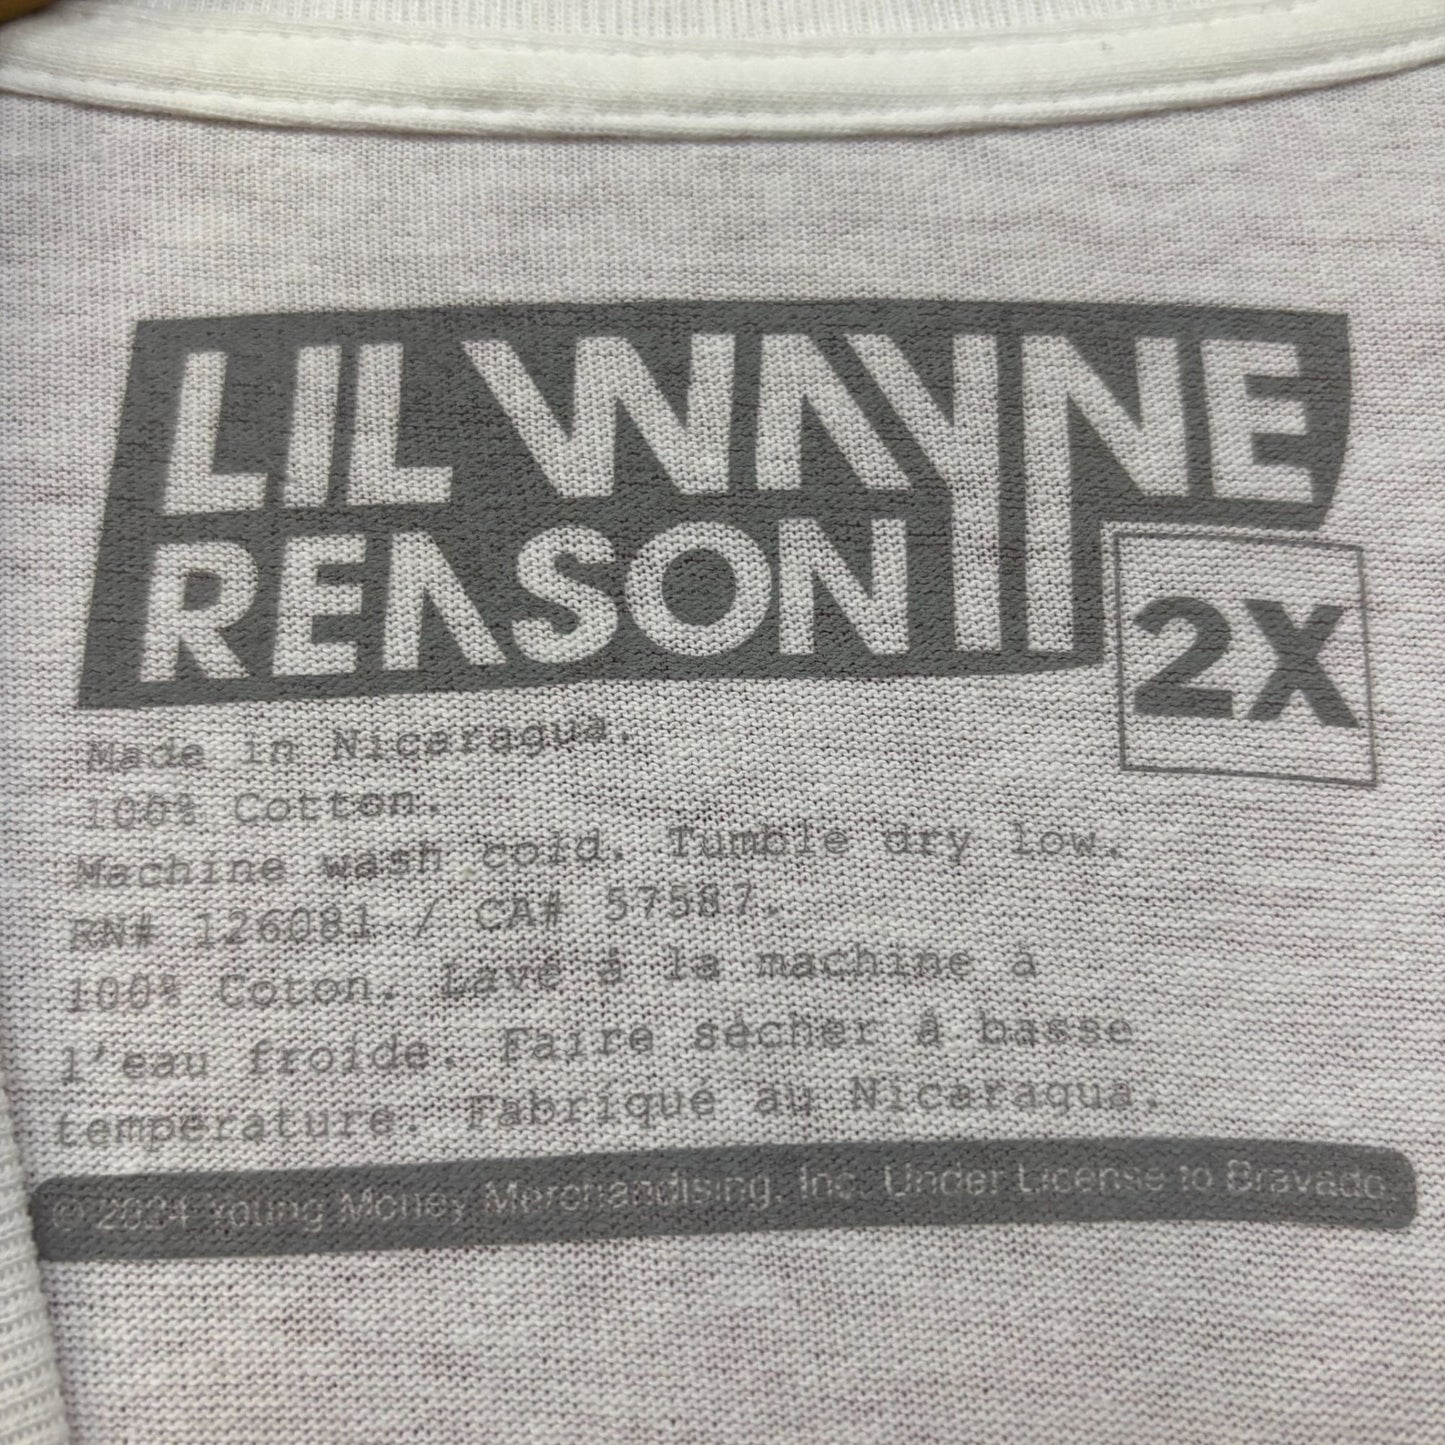 LIL WAYNE
REASON
2X
Made in Nicaragua.
100% Cotton.
Machine wash cold. Tumble dry low.
RN# 126081 / CA# 57587.
100% Coton. Lavé à la machine à
l'eau froide. Faire sécher à basse
température. Fabriqué au Nicaragua.
© 2024 Young Money Merchandising, Inc. Under License to Bravado.